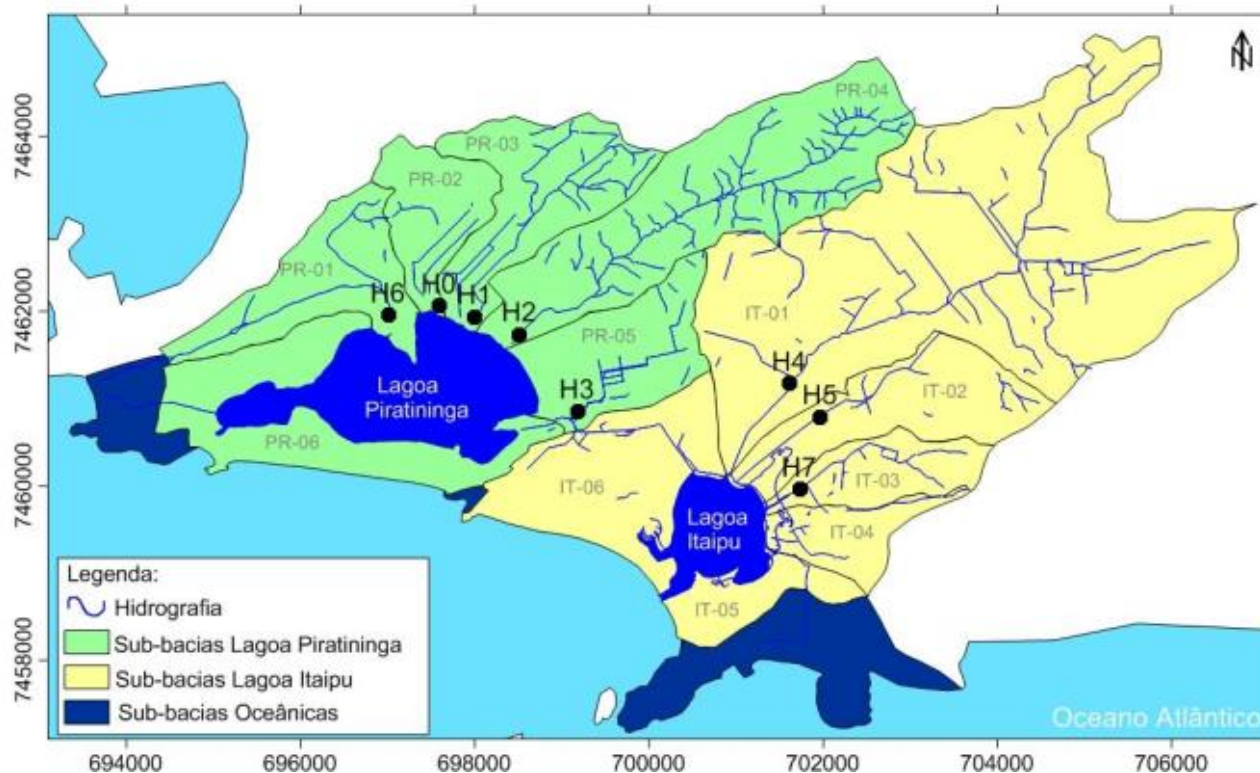 N
7464000
7462000
7460000
7458000
PR-04
PR-03
PR-02
PR-01
H6
H0
H1
H2
PR-05
IT-01
H4
Lagoa
Piratininga
H3
H5
IT-02
PR-06
H7
IT-03
IT-06
Lagoa
Itaipu
IT-04
IT-05
Legenda:
Hidrografia
Sub-bacias Lagoa Piratininga
Sub-bacias Lagoa Itaipu
Sub-bacias Oceânicas
Oceano Atlântico
694000
696000
698000
700000
702000
704000
706000